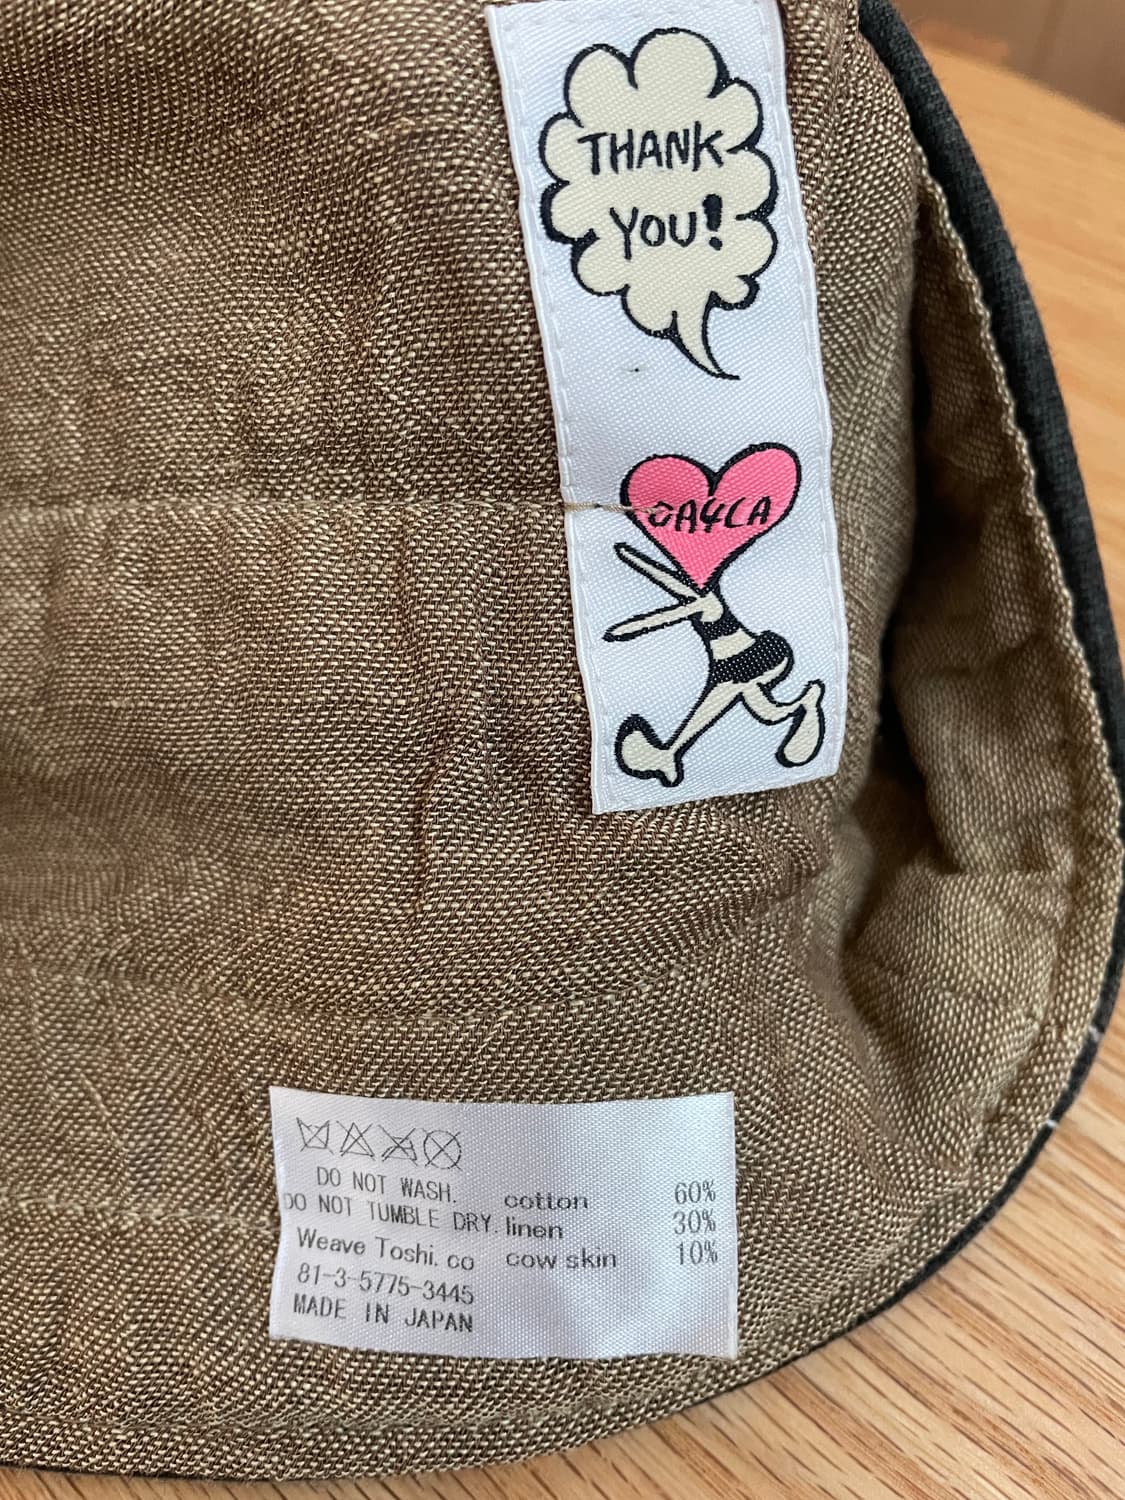 THANK
YOU!
OA4LA
DO NOT WASH.
DO NOT TUMBLE DRY.
Weave Toshi. co
81-3-5775-3445
MADE IN JAPAN
cotton 60%
linen 30%
cow skin 10%